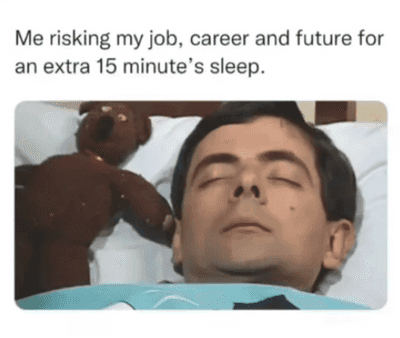 Me risking my job, career and future for
an extra 15 minute’s sleep.